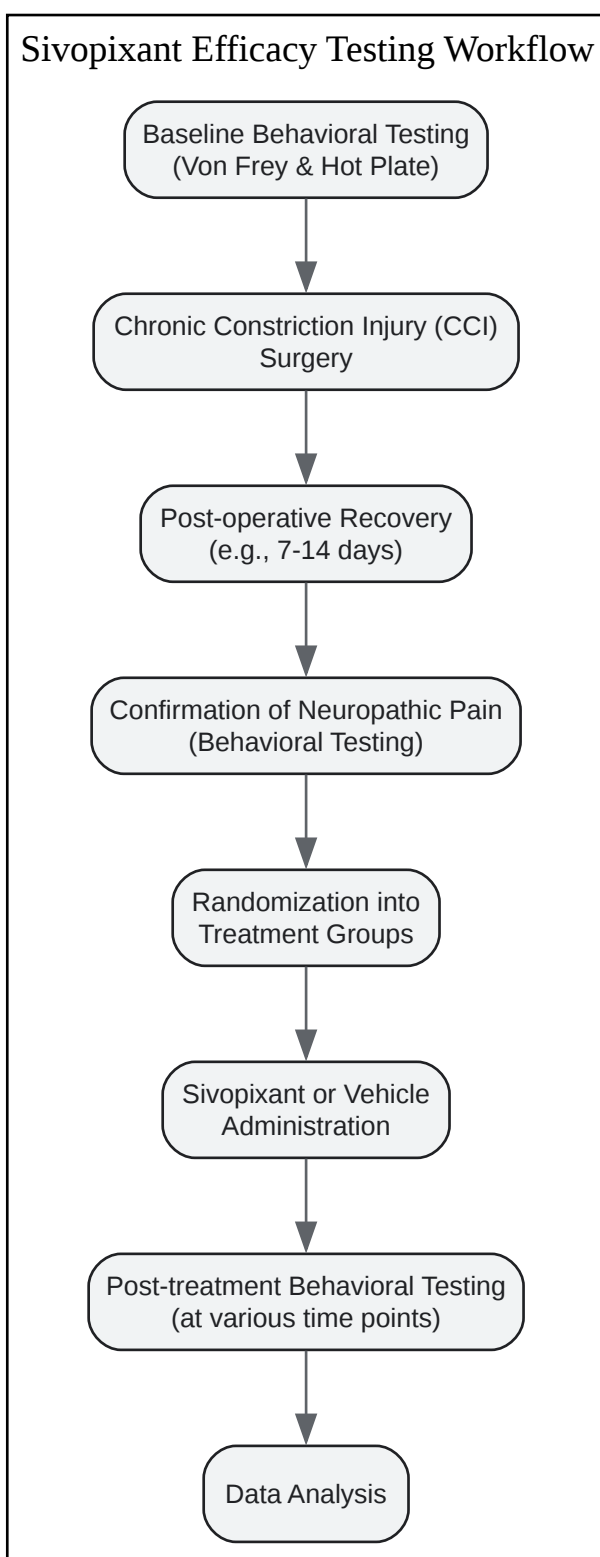 Sivopixant Efficacy Testing Workflow
Baseline Behavioral Testing
(Von Frey & Hot Plate)
Chronic Constriction Injury (CCI)
Surgery
Post-operative Recovery
(e.g., 7-14 days)
Confirmation of Neuropathic Pain
(Behavioral Testing)
Randomization into
Treatment Groups
Sivopixant or Vehicle
Administration
Post-treatment Behavioral Testing
(at various time points)
Data Analysis